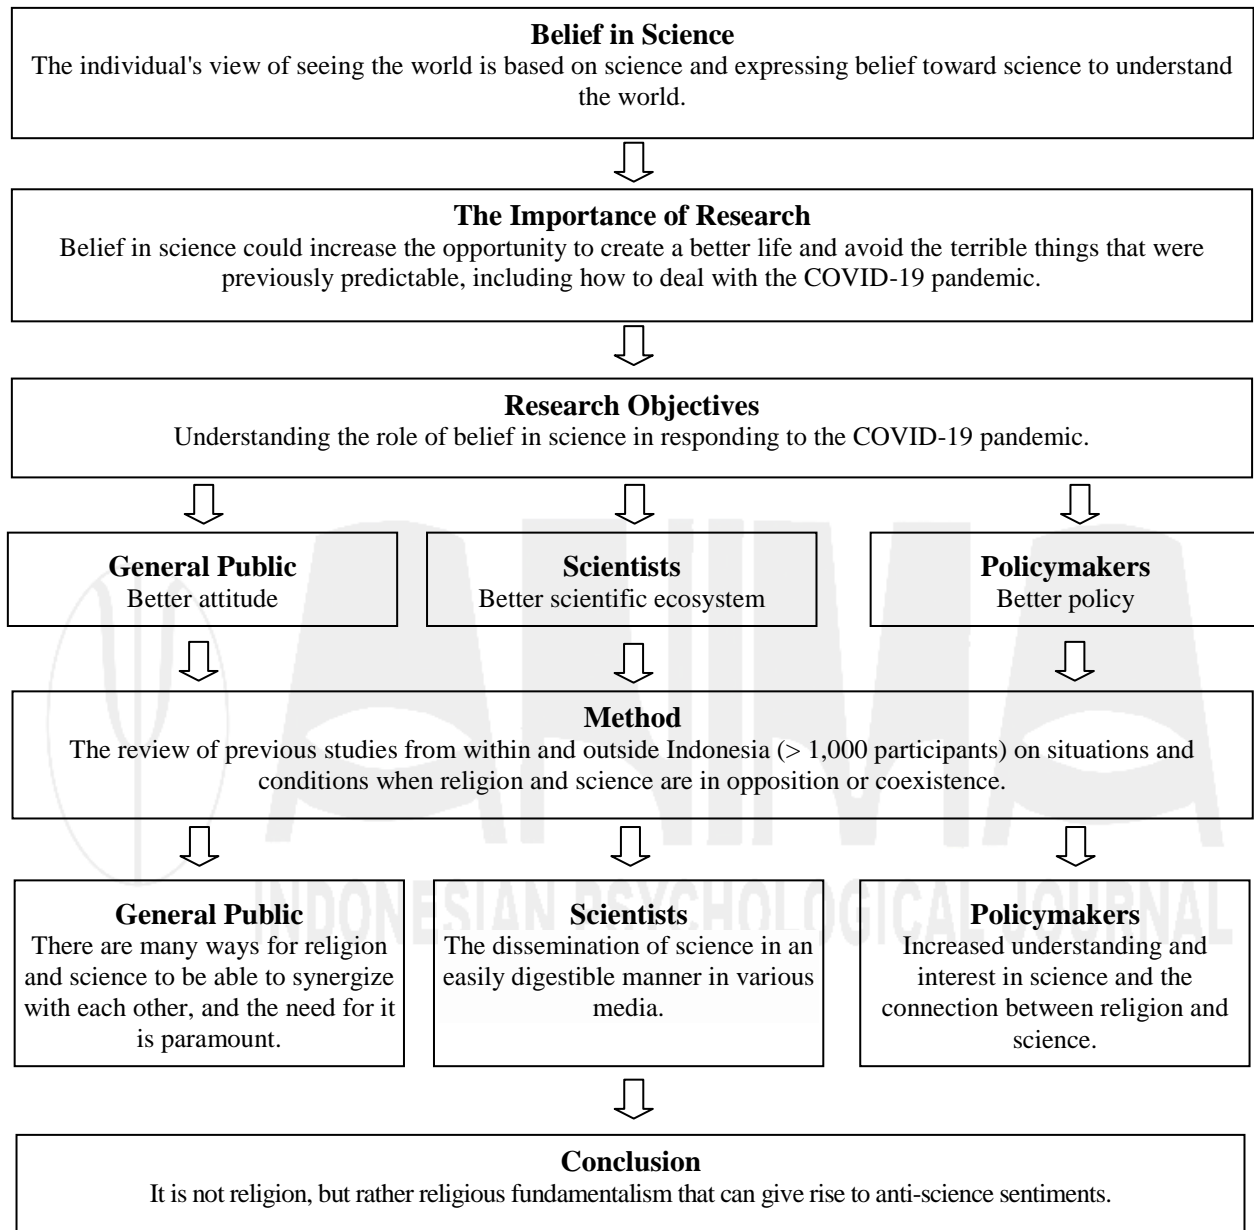 Belief in Science
The individual's view of seeing the world is based on science and expressing belief toward science to understand
the world.
The Importance of Research
Belief in science could increase the opportunity to create a better life and avoid the terrible things that were
previously predictable, including how to deal with the COVID-19 pandemic.
Research Objectives
Understanding the role of belief in science in responding to the COVID-19 pandemic.
General Public
Better attitude
Scientists
Better scientific ecosystem
Policymakers
Better policy
Method
The review of previous studies from within and outside Indonesia (> 1,000 participants) on situations and
conditions when religion and science are in opposition or coexistence.
General Public
There are many ways for religion
and science to be able to synergize
with each other, and the need for it
is paramount.
Scientists
The dissemination of science in an
easily digestible manner in various
media.
Policymakers
Increased understanding and
interest in science and the
connection between religion and
science.
Conclusion
It is not religion, but rather religious fundamentalism that can give rise to anti-science sentiments.
ANIMA
INDONESIAN PSYCHOLOGICAL JOURNAL